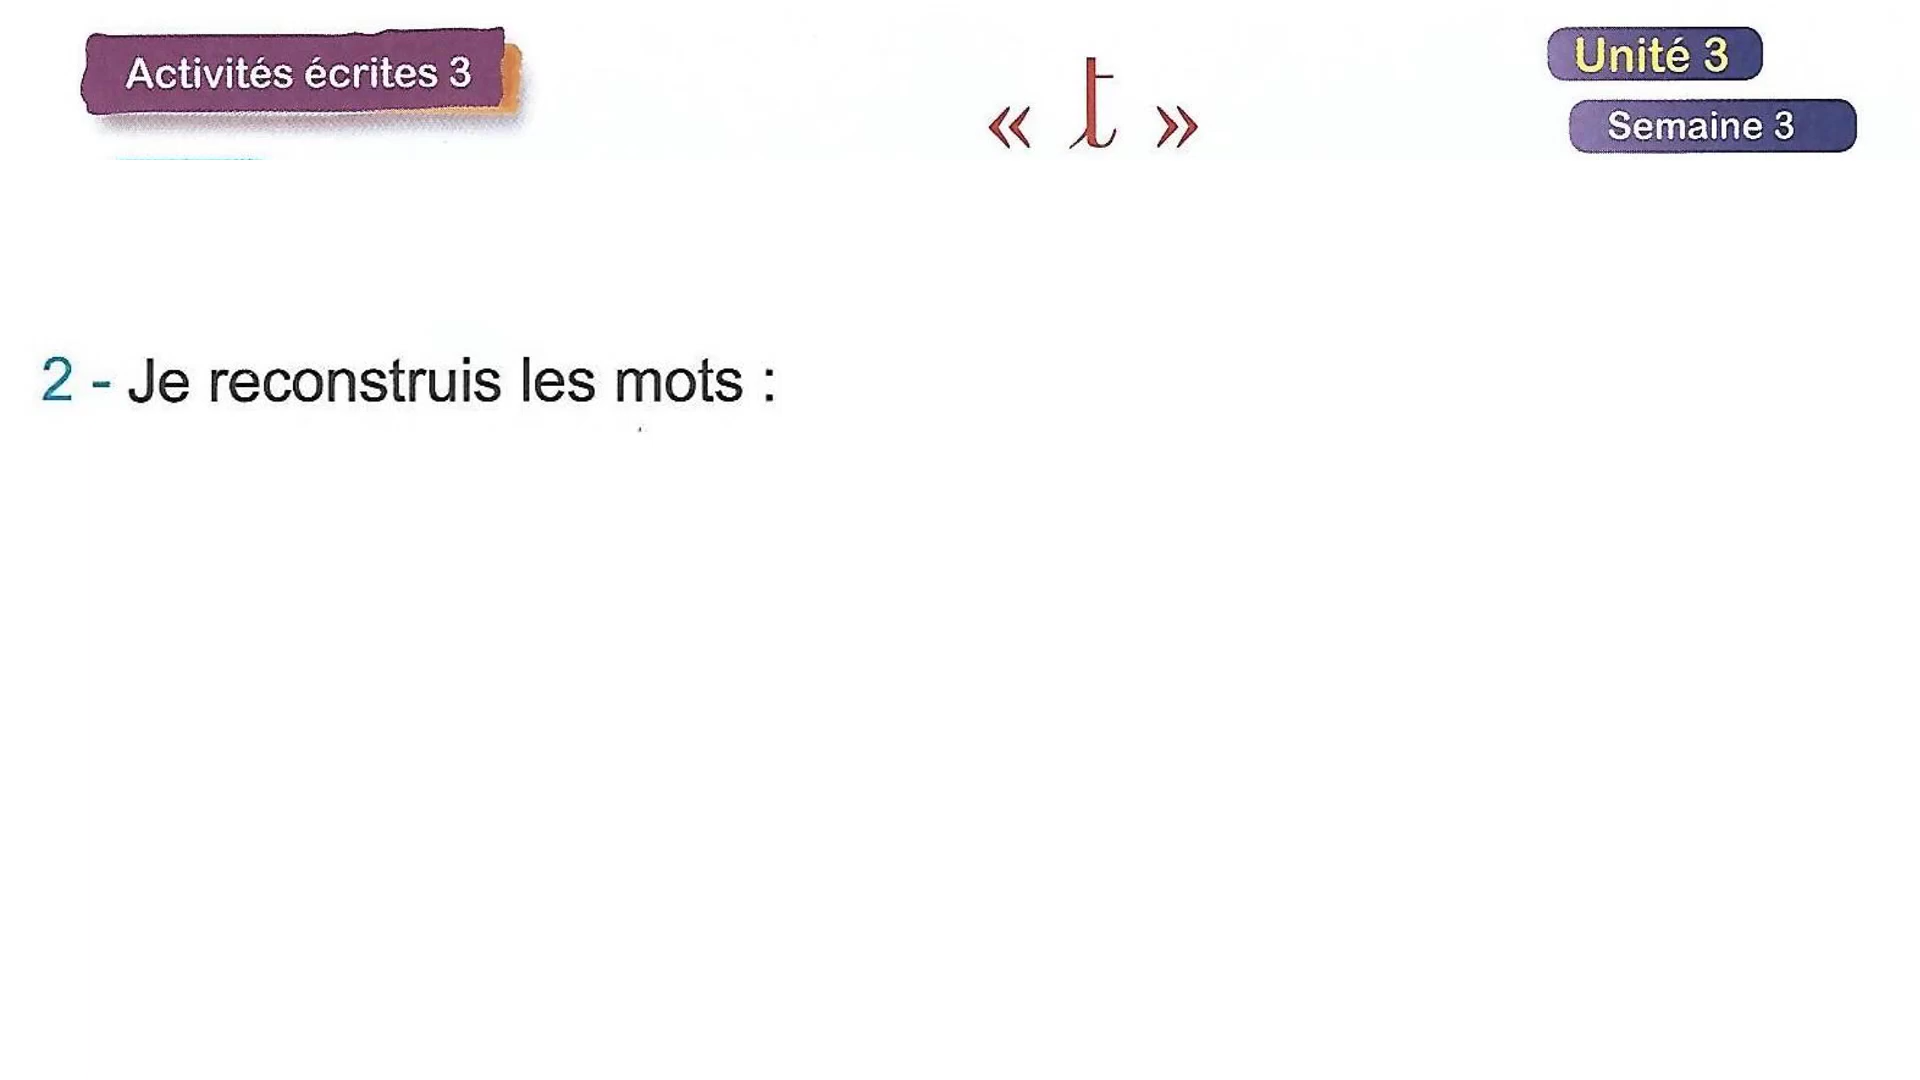 Activités écrites 3
« t »
Unité 3
Semaine 3
2 - Je reconstruis les mots :